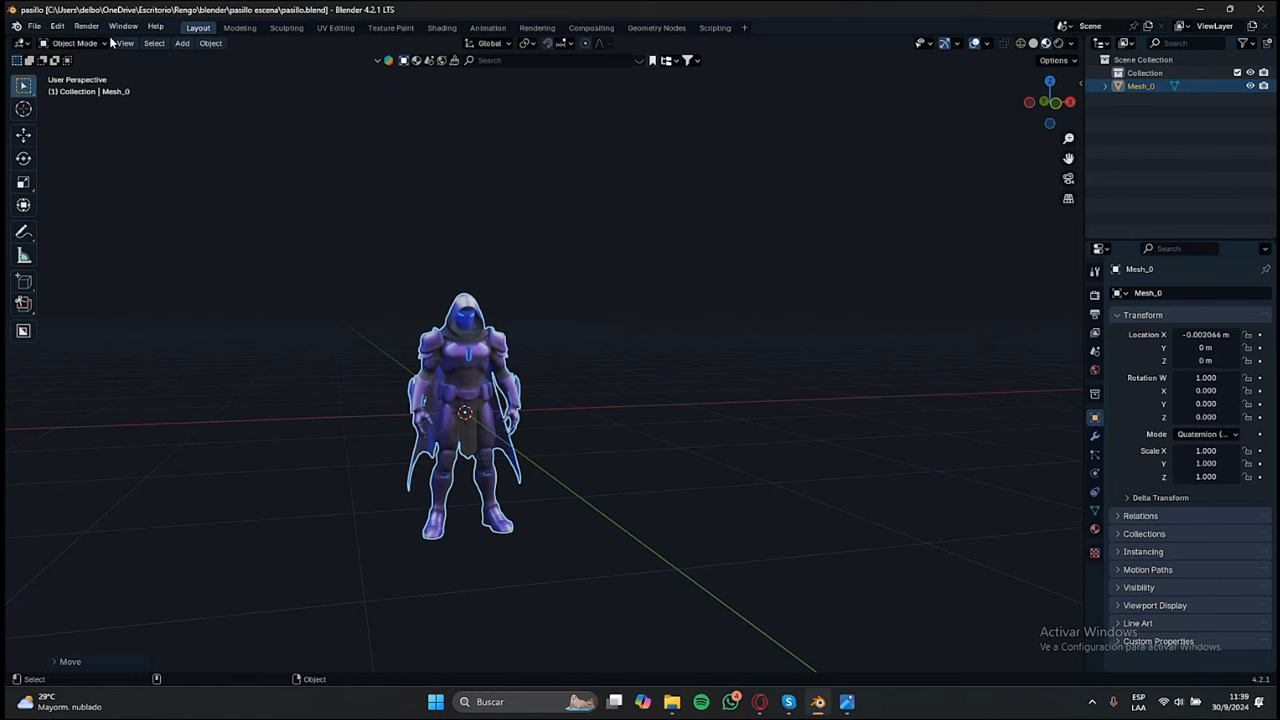 pasillo [C:\Users\delbo\OneDrive\Escritorio\Rengo\blender\pasillo escena\pasillo.blend] - Blender 4.2.1 LTS
File Edit Render Window Help Layout Modeling Sculpting UV Editing Texture Paint Shading Animation Rendering Compositing Geometry Nodes Scripting + Scene ViewLayer
Object Mode View Select Add Object Global Search
Search Options
User Perspective
(1) Collection | Mesh_0
Scene Collection
Collection
Mesh_0
Z
X
Y
Search
Mesh_0
Mesh_0
Transform
Location X -0.002066 m
Y 0 m
Z 0 m
Rotation W 1.000
X 0.000
Y 0.000
Z 0.000
Mode Quaternion (...
Scale X 1.000
Y 1.000
Z 1.000
Delta Transform
Relations
Collections
Instancing
Motion Paths
Visibility
Viewport Display
Line Art
Custom Properties
Activar Windows
Ve a Configuración para activar Windows.
Move
Select Object 4.2.1
29°C
Mayorm. nublado
Buscar
4
ESP
LAA
11:39
30/9/2024